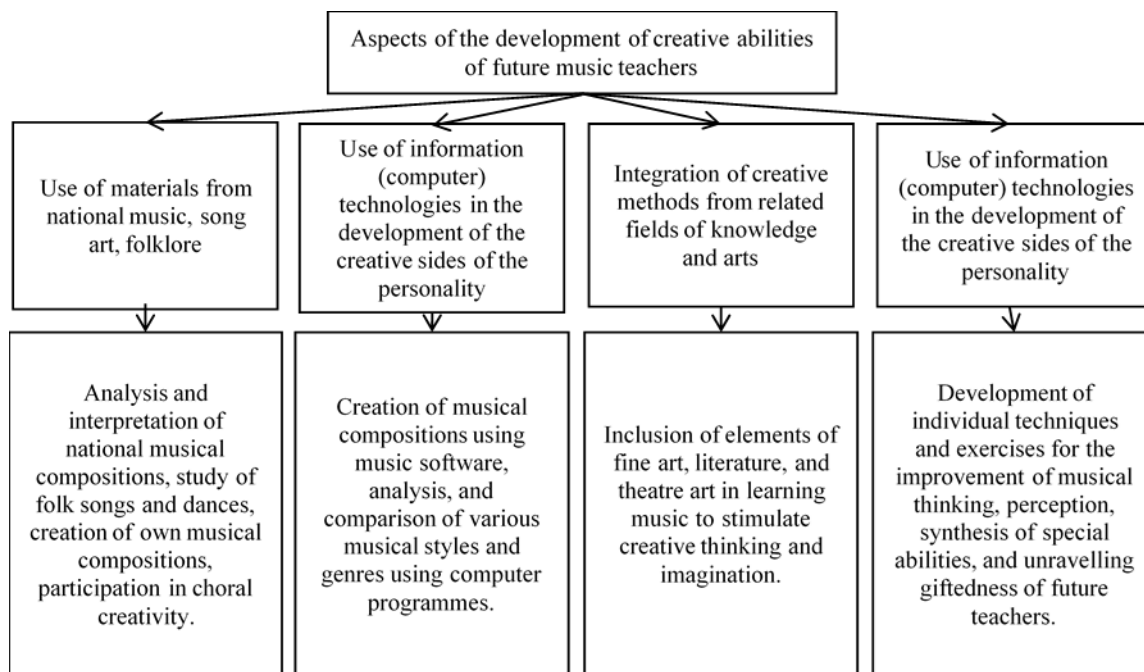 Aspects of the development of creative abilities
of future music teachers
Use of materials from
national music, song
art, folklore
Use of information
(computer)
technologies in the
development of the
creative sides of the
personality
Integration of creative
methods from related
fields of knowledge
and arts
Use of information
(computer) technologies
in the development of
the creative sides of the
personality
Analysis and
interpretation of
national musical
compositions, study of
folk songs and dances,
creation of own musical
compositions,
participation in choral
creativity.
Creation of musical
compositions using
music software,
analysis, and
comparison of various
musical styles and
genres using computer
programmes.
Inclusion of elements of
fine art, literature, and
theatre art in learning
music to stimulate
creative thinking and
imagination.
Development of
individual techniques
and exercises for the
improvement of musical
thinking, perception,
synthesis of special
abilities, and unravelling
giftedness of future
teachers.